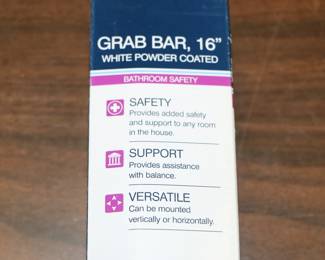 GRAB BAR, 16"
WHITE POWDER COATED
BATHROOM SAFETY
SAFETY
Provides added safety
and support to any room
in the house.
SUPPORT
Provides assistance
with balance.
VERSATILE
Can be mounted
vertically or horizontally.